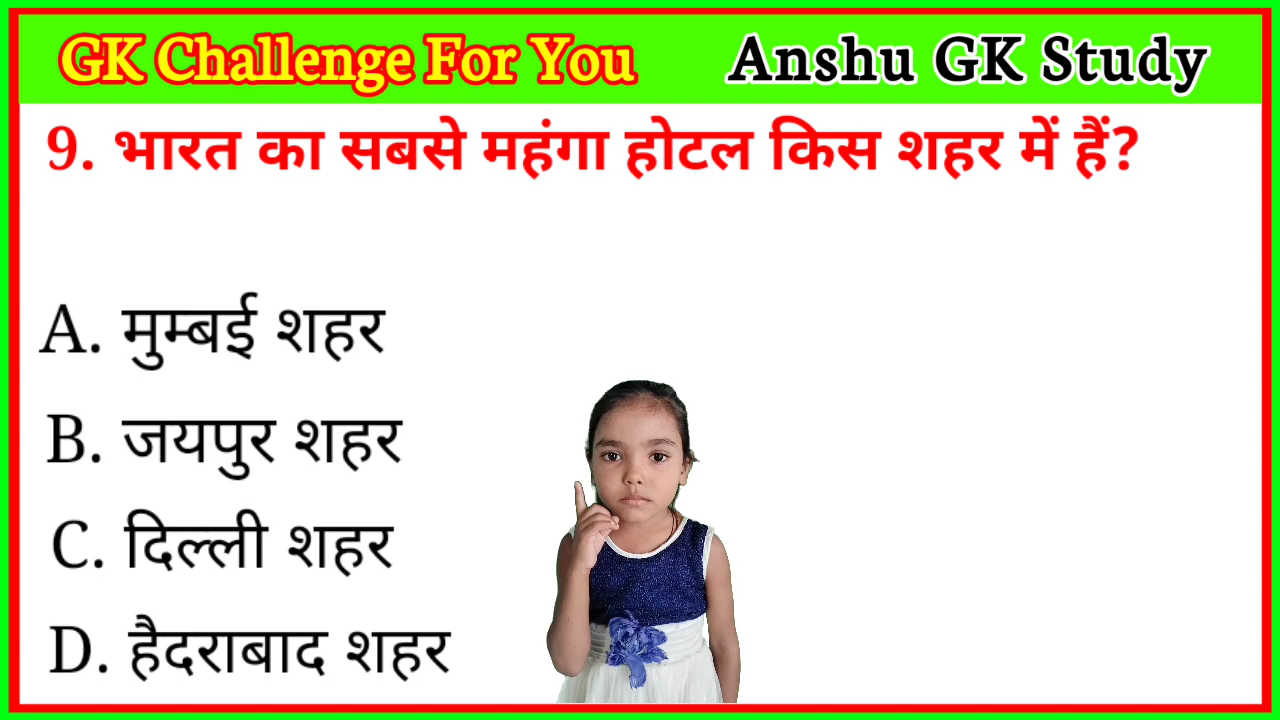 GK Challenge For You Anshu GK Study
9. भारत का सबसे महंगा होटल किस शहर में हैं?
A. मुम्बई शहर
B. जयपुर शहर
C. दिल्ली शहर
D. हैदराबाद शहर